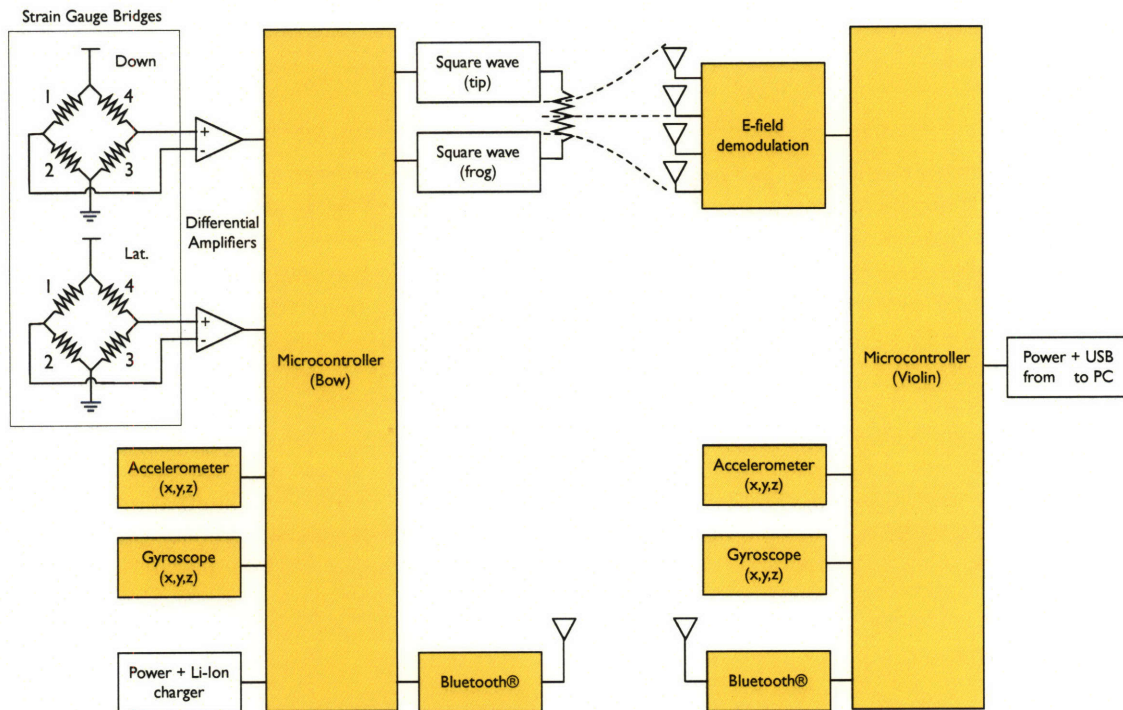 Strain Gauge Bridges
Down
1
4
2
3
+
-
Differential
Amplifiers
Lat.
1
4
2
3
+
-
Microcontroller
(Bow)
Accelerometer
(x,y,z)
Gyroscope
(x,y,z)
Power + Li-Ion
charger
Square wave
(tip)
Square wave
(frog)
Bluetooth®
E-field
demodulation
Microcontroller
(Violin)
Accelerometer
(x,y,z)
Gyroscope
(x,y,z)
Bluetooth®
Power + USB
from to PC